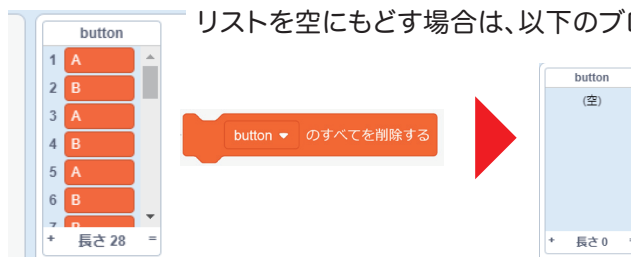 リストを空にもどす場合は、以下のブ
button
1 A
2 B
3 A
4 B
5 A
6 B
+ 長さ 28 =
button のすべてを削除する
button
(空)
+ 長さ 0